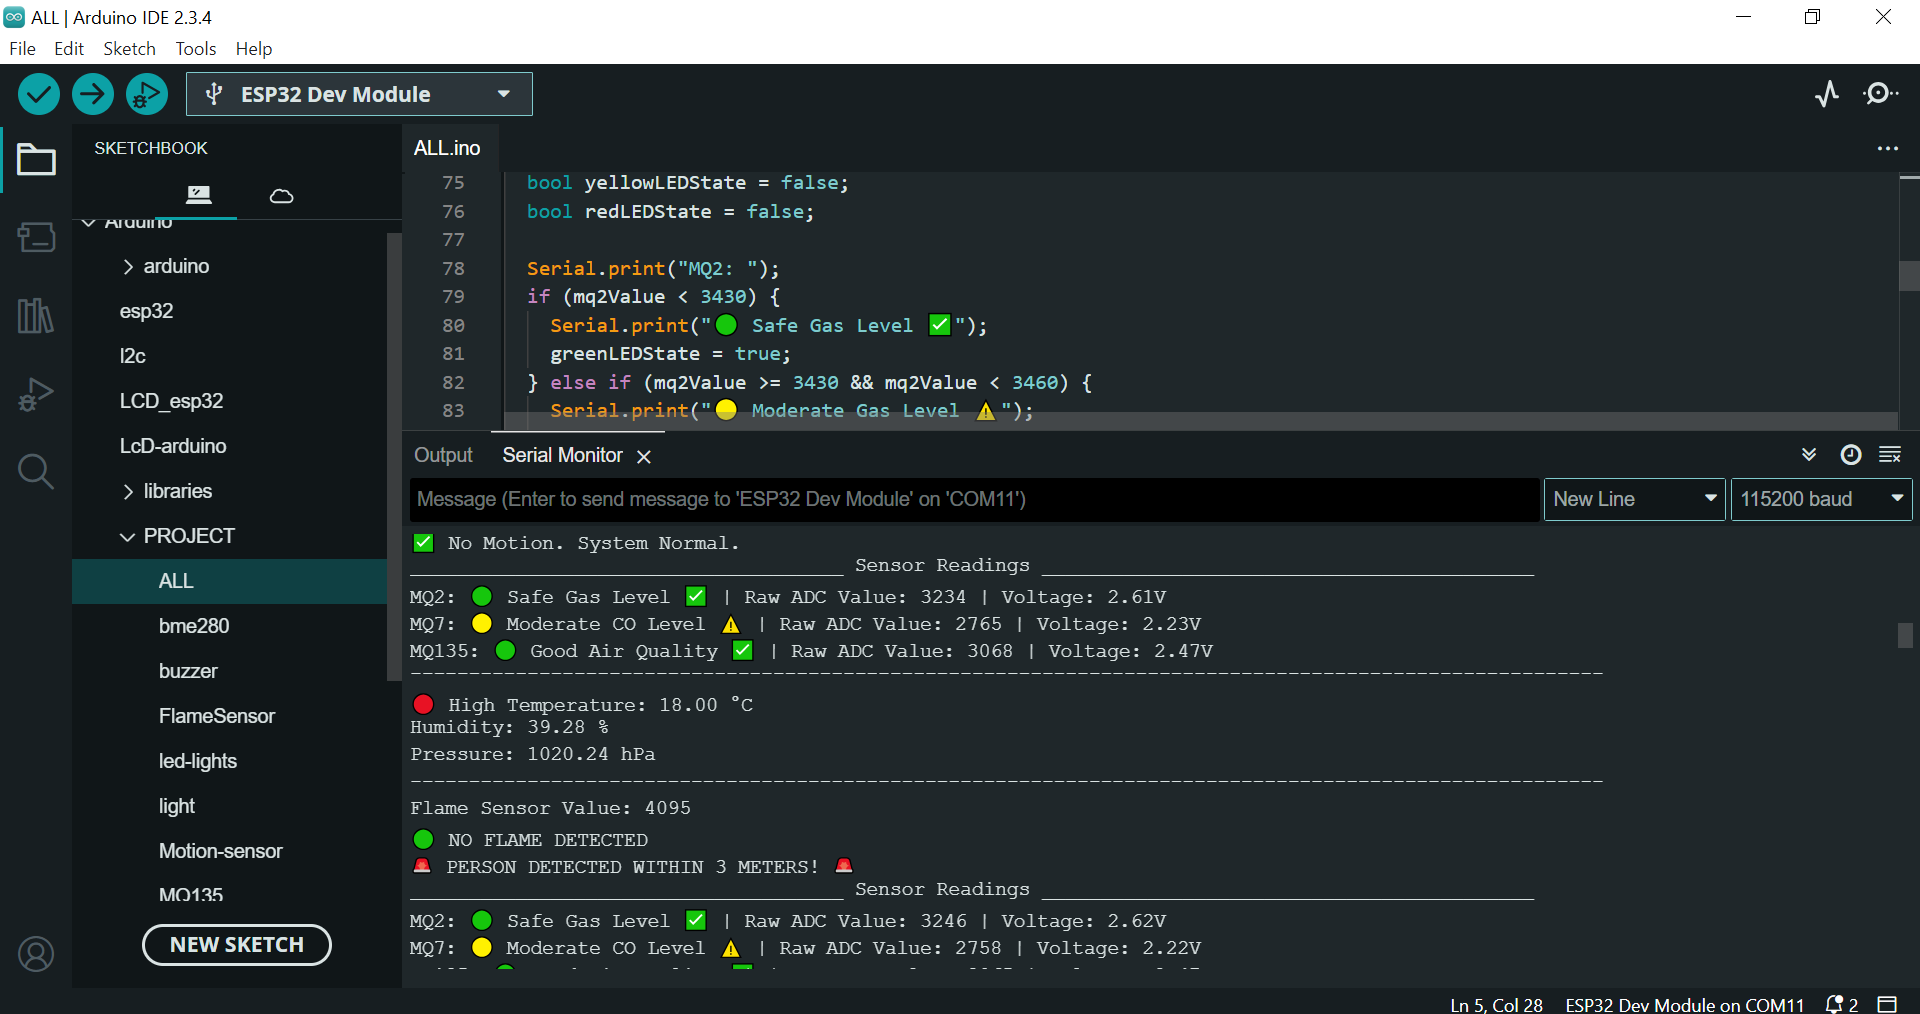 ALL | Arduino IDE 2.3.4
File Edit Sketch Tools Help
ESP32 Dev Module
SKETCHBOOK
Arduino
arduino
esp32
I2c
LCD_esp32
LcD-arduino
libraries
PROJECT
ALL
bme280
buzzer
FlameSensor
led-lights
light
Motion-sensor
MQ135
NEW SKETCH
ALL.ino
75 bool yellowLEDState = false;
76 bool redLEDState = false;
77
78 Serial.print("MQ2: ");
79 if (mq2Value < 3430) {
80 Serial.print("🟢 Safe Gas Level ✅");
81 greenLEDState = true;
82 } else if (mq2Value >= 3430 && mq2Value < 3460) {
83 Serial.print("🟡 Moderate Gas Level ⚠️ ");
Output Serial Monitor
Message (Enter to send message to 'ESP32 Dev Module' on 'COM11')
New Line
115200 baud
✅ No Motion. System Normal.
_____________________________________ Sensor Readings __________________________________________
MQ2: 🟢 Safe Gas Level ✅ | Raw ADC Value: 3234 | Voltage: 2.61V
MQ7: 🟡 Moderate CO Level ⚠️ | Raw ADC Value: 2765 | Voltage: 2.23V
MQ135: 🟢 Good Air Quality ✅ | Raw ADC Value: 3068 | Voltage: 2.47V
------------------------------------------------------------------------------------------------------
🔴 High Temperature: 18.00 °C
Humidity: 39.28 %
Pressure: 1020.24 hPa
------------------------------------------------------------------------------------------------------
Flame Sensor Value: 4095
🟢 NO FLAME DETECTED
🚨 PERSON DETECTED WITHIN 3 METERS! 🚨
_____________________________________ Sensor Readings __________________________________________
MQ2: 🟢 Safe Gas Level ✅ | Raw ADC Value: 3246 | Voltage: 2.62V
MQ7: 🟡 Moderate CO Level ⚠️ | Raw ADC Value: 2758 | Voltage: 2.22V
Ln 5, Col 28 ESP32 Dev Module on COM11 2